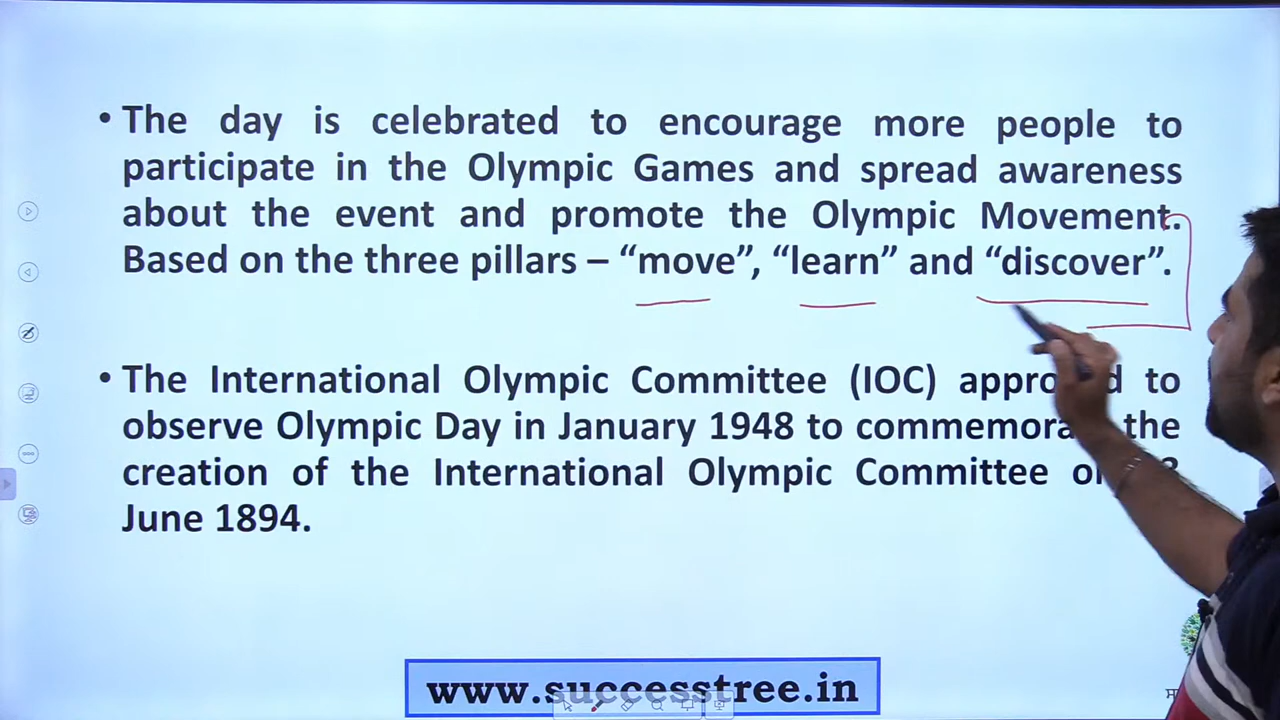 • The day is celebrated to encourage more people to
participate in the Olympic Games and spread awareness
about the event and promote the Olympic Movement.
Based on the three pillars – “move”, “learn” and “discover”.
• The International Olympic Committee (IOC) to
observe Olympic Day in January 1948 to the
creation of the International Olympic Committee
June 1894.
www.successtree.in